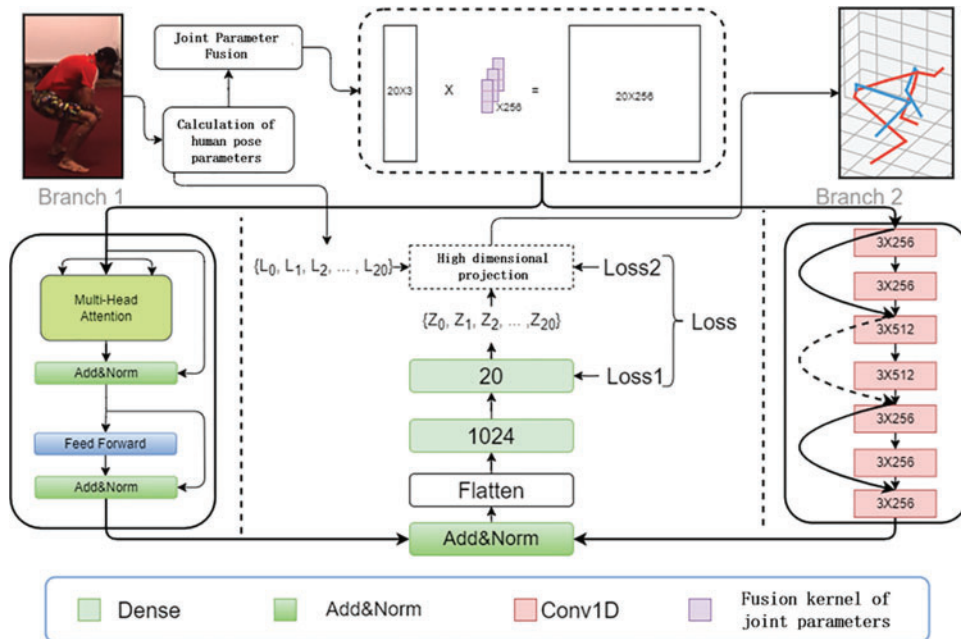 Joint Parameter
Fusion
Calculation of
human pose
parameters
20X3
X
X256
=
20X256
Branch 1
Branch 2
Multi-Head
Attention
Add&Norm
Feed Forward
Add&Norm
{L0, L1, L2, ... , L20}
High dimensional
projection
Loss2
{Z0, Z1, Z2, ... ,Z20}
Loss
20
Loss1
1024
Flatten
Add&Norm
3X256
3X256
3X512
3X512
3X256
3X256
3X256
Dense
Add&Norm
Conv1D
Fusion kernel of
joint parameters